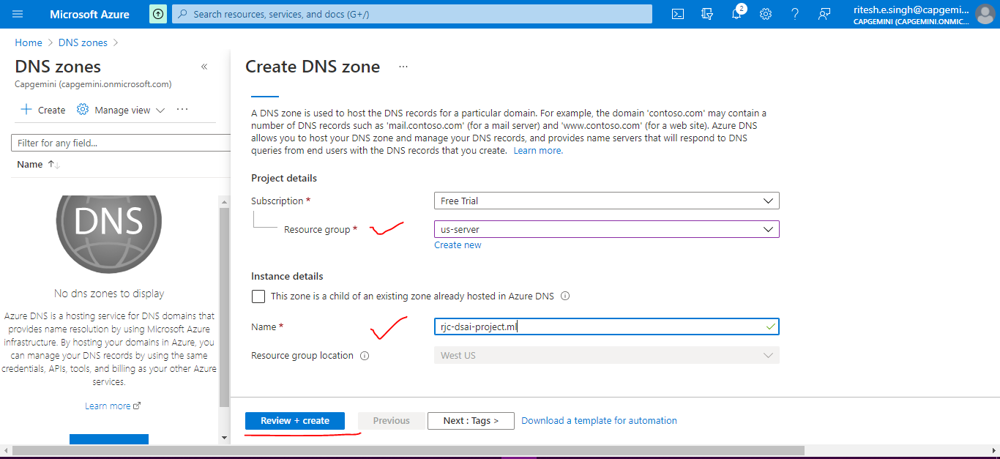 Microsoft Azure
Search resources, services, and docs (G+/)
2
ritesh.e.singh@capgemi...
CAPGEMINI (CAPGEMINI.ONMIC...
Home > DNS zones >
DNS zones
«
Capgemini (capgemini.onmicrosoft.com)
+ Create
Manage view
...
Filter for any field...
Name ↑↓
DNS
No dns zones to display
Azure DNS is a hosting service for DNS domains that
provides name resolution by using Microsoft Azure
infrastructure. By hosting your domains in Azure, you
can manage your DNS records by using the same
credentials, APIs, tools, and billing as your other Azure
services.
Learn more
Create DNS zone
...
A DNS zone is used to host the DNS records for a particular domain. For example, the domain 'contoso.com' may contain a
number of DNS records such as 'mail.contoso.com' (for a mail server) and 'www.contoso.com' (for a web site). Azure DNS
allows you to host your DNS zone and manage your DNS records, and provides name servers that will respond to DNS
queries from end users with the DNS records that you create. Learn more.
Project details
Subscription *
Free Trial
Resource group *
us-server
Create new
Instance details
This zone is a child of an existing zone already hosted in Azure DNS
Name *
rjc-dsai-project.ml
Resource group location
West US
Review + create
Previous
Next : Tags >
Download a template for automation